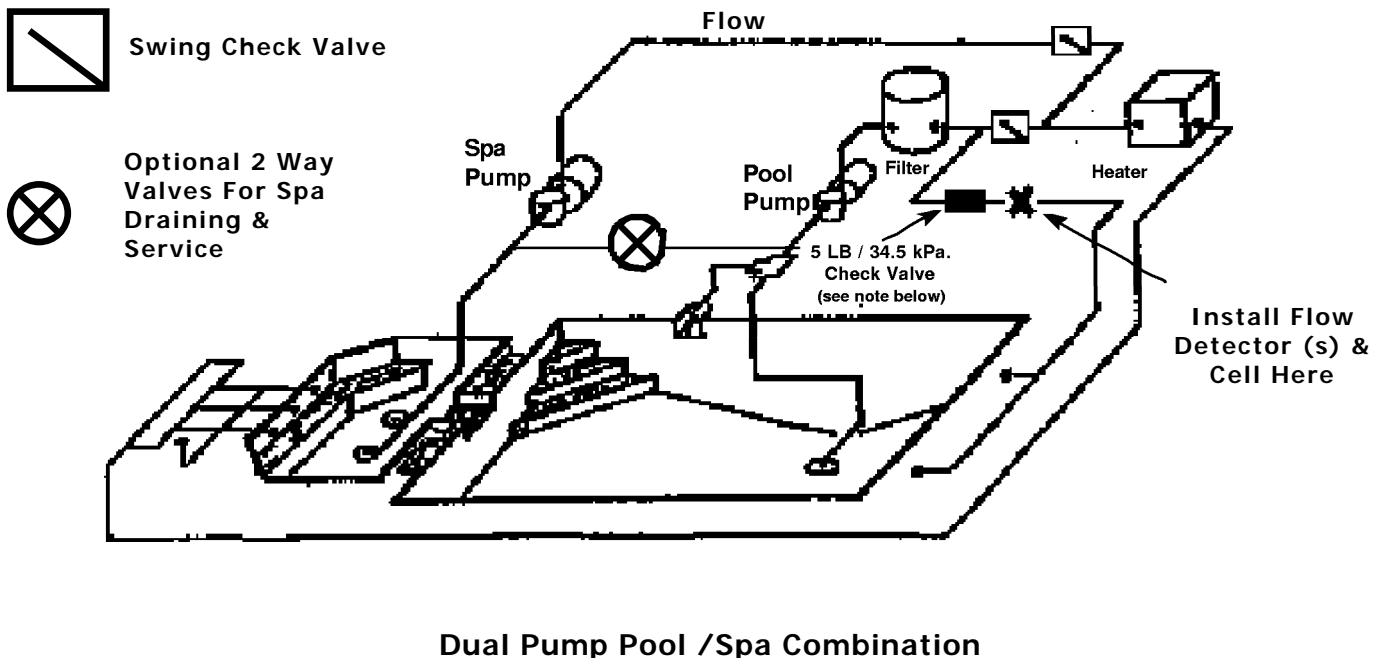 Flow
Swing Check Valve
Optional 2 Way
Valves For Spa
Draining &
Service
Spa
Pump
Pool
Pump
Filter
Heater
5 LB / 34.5 kPa.
Check Valve
(see note below)
Install Flow
Detector (s) &
Cell Here
Dual Pump Pool /Spa Combination